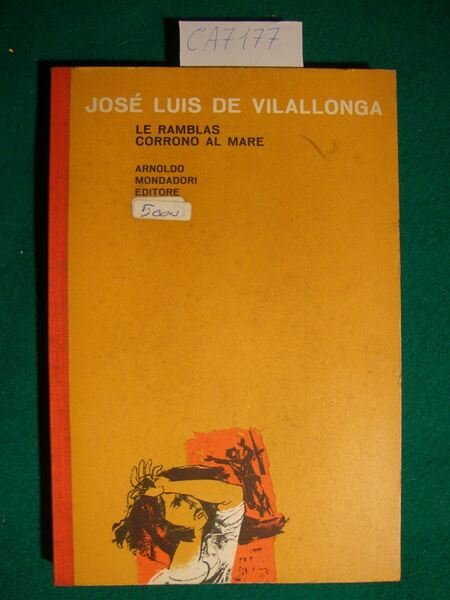 CA7177
JOSÉ LUIS DE VILALLONGA
LE RAMBLAS
CORRONO AL MARE
ARNOLDO
MONDADORI
EDITORE
5000